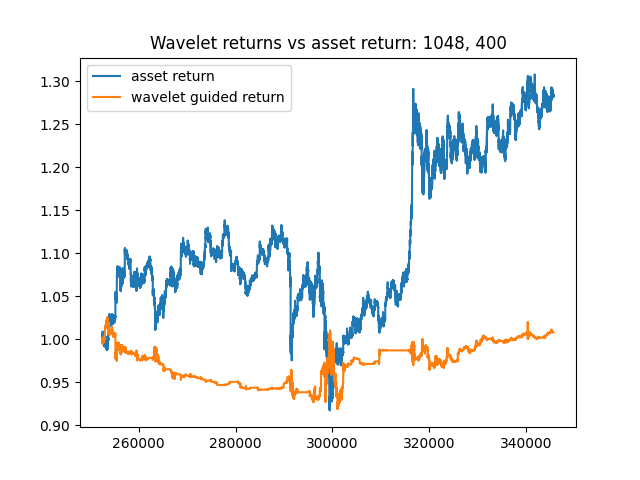 Wavelet returns vs asset return: 1048, 400
asset return
wavelet guided return
1.30
1.25
1.20
1.15
1.10
1.05
1.00
0.95
0.90
260000 280000 300000 320000 340000